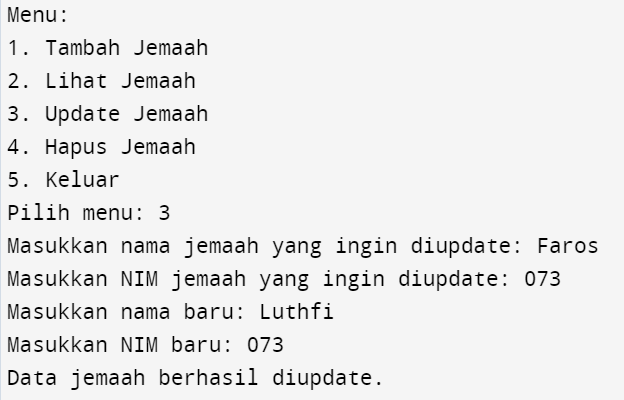 Menu:
1. Tambah Jemaah
2. Lihat Jemaah
3. Update Jemaah
4. Hapus Jemaah
5. Keluar
Pilih menu: 3
Masukkan nama jemaah yang ingin diupdate: Faros
Masukkan NIM jemaah yang ingin diupdate: 073
Masukkan nama baru: Luthfi
Masukkan NIM baru: 073
Data jemaah berhasil diupdate.